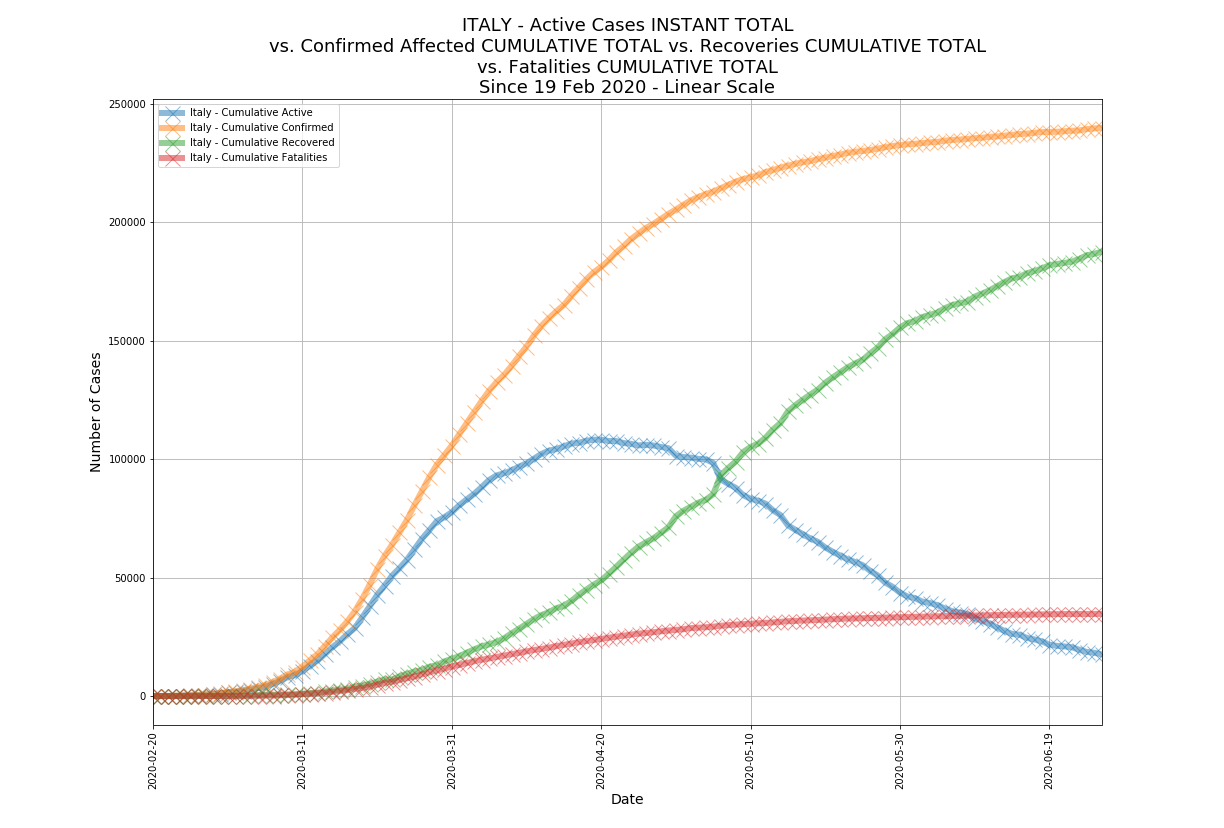 ITALY - Active Cases INSTANT TOTAL
vs. Confirmed Affected CUMULATIVE TOTAL vs. Recoveries CUMULATIVE TOTAL
vs. Fatalities CUMULATIVE TOTAL
Since 19 Feb 2020 - Linear Scale
Italy - Cumulative Active
Italy - Cumulative Confirmed
Italy - Cumulative Recovered
Italy - Cumulative Fatalities
250000
200000
150000
100000
50000
0
Number of Cases
2020-02-20
2020-03-11
2020-03-31
2020-04-20
2020-05-10
2020-05-30
2020-06-19
Date